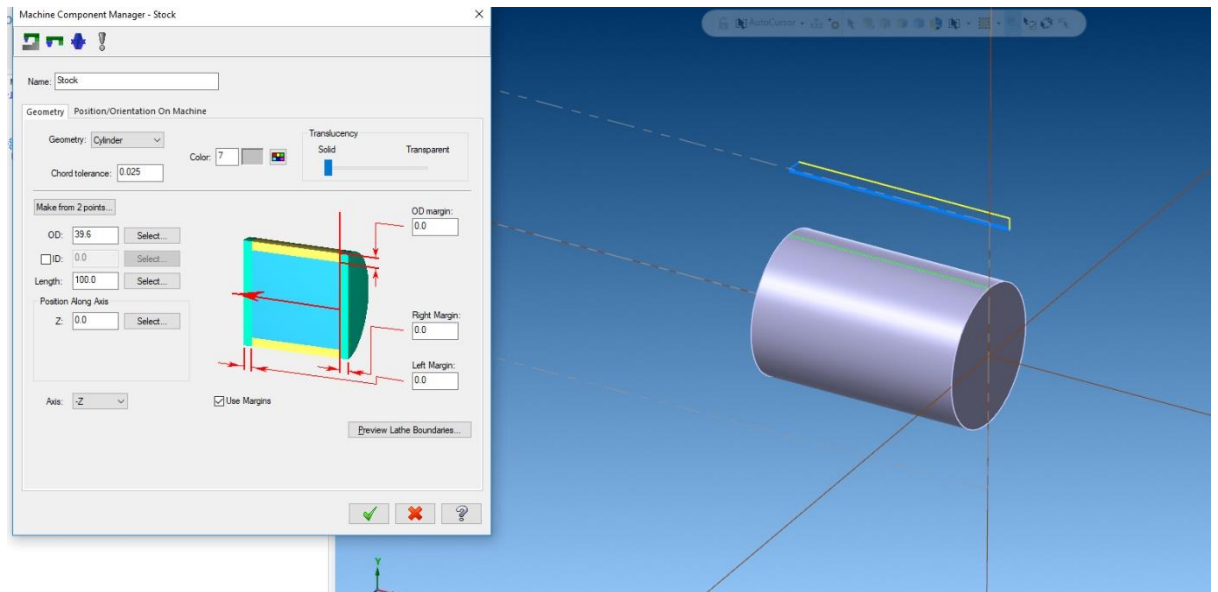 Machine Component Manager - Stock
AutoCursor
Name: Stock
Geometry Position/Orientation On Machine
Geometry: Cylinder
Color: 7
Translucency
Solid Transparent
Chord tolerance: 0.025
Make from 2 points...
OD margin:
0.0
OD: 39.6 Select...
ID: 0.0 Select...
Length: 100.0 Select...
Position Along Axis
Z: 0.0 Select...
Right Margin:
0.0
Left Margin:
0.0
Axis: -Z
Use Margins
Preview Lathe Boundaries...
Y